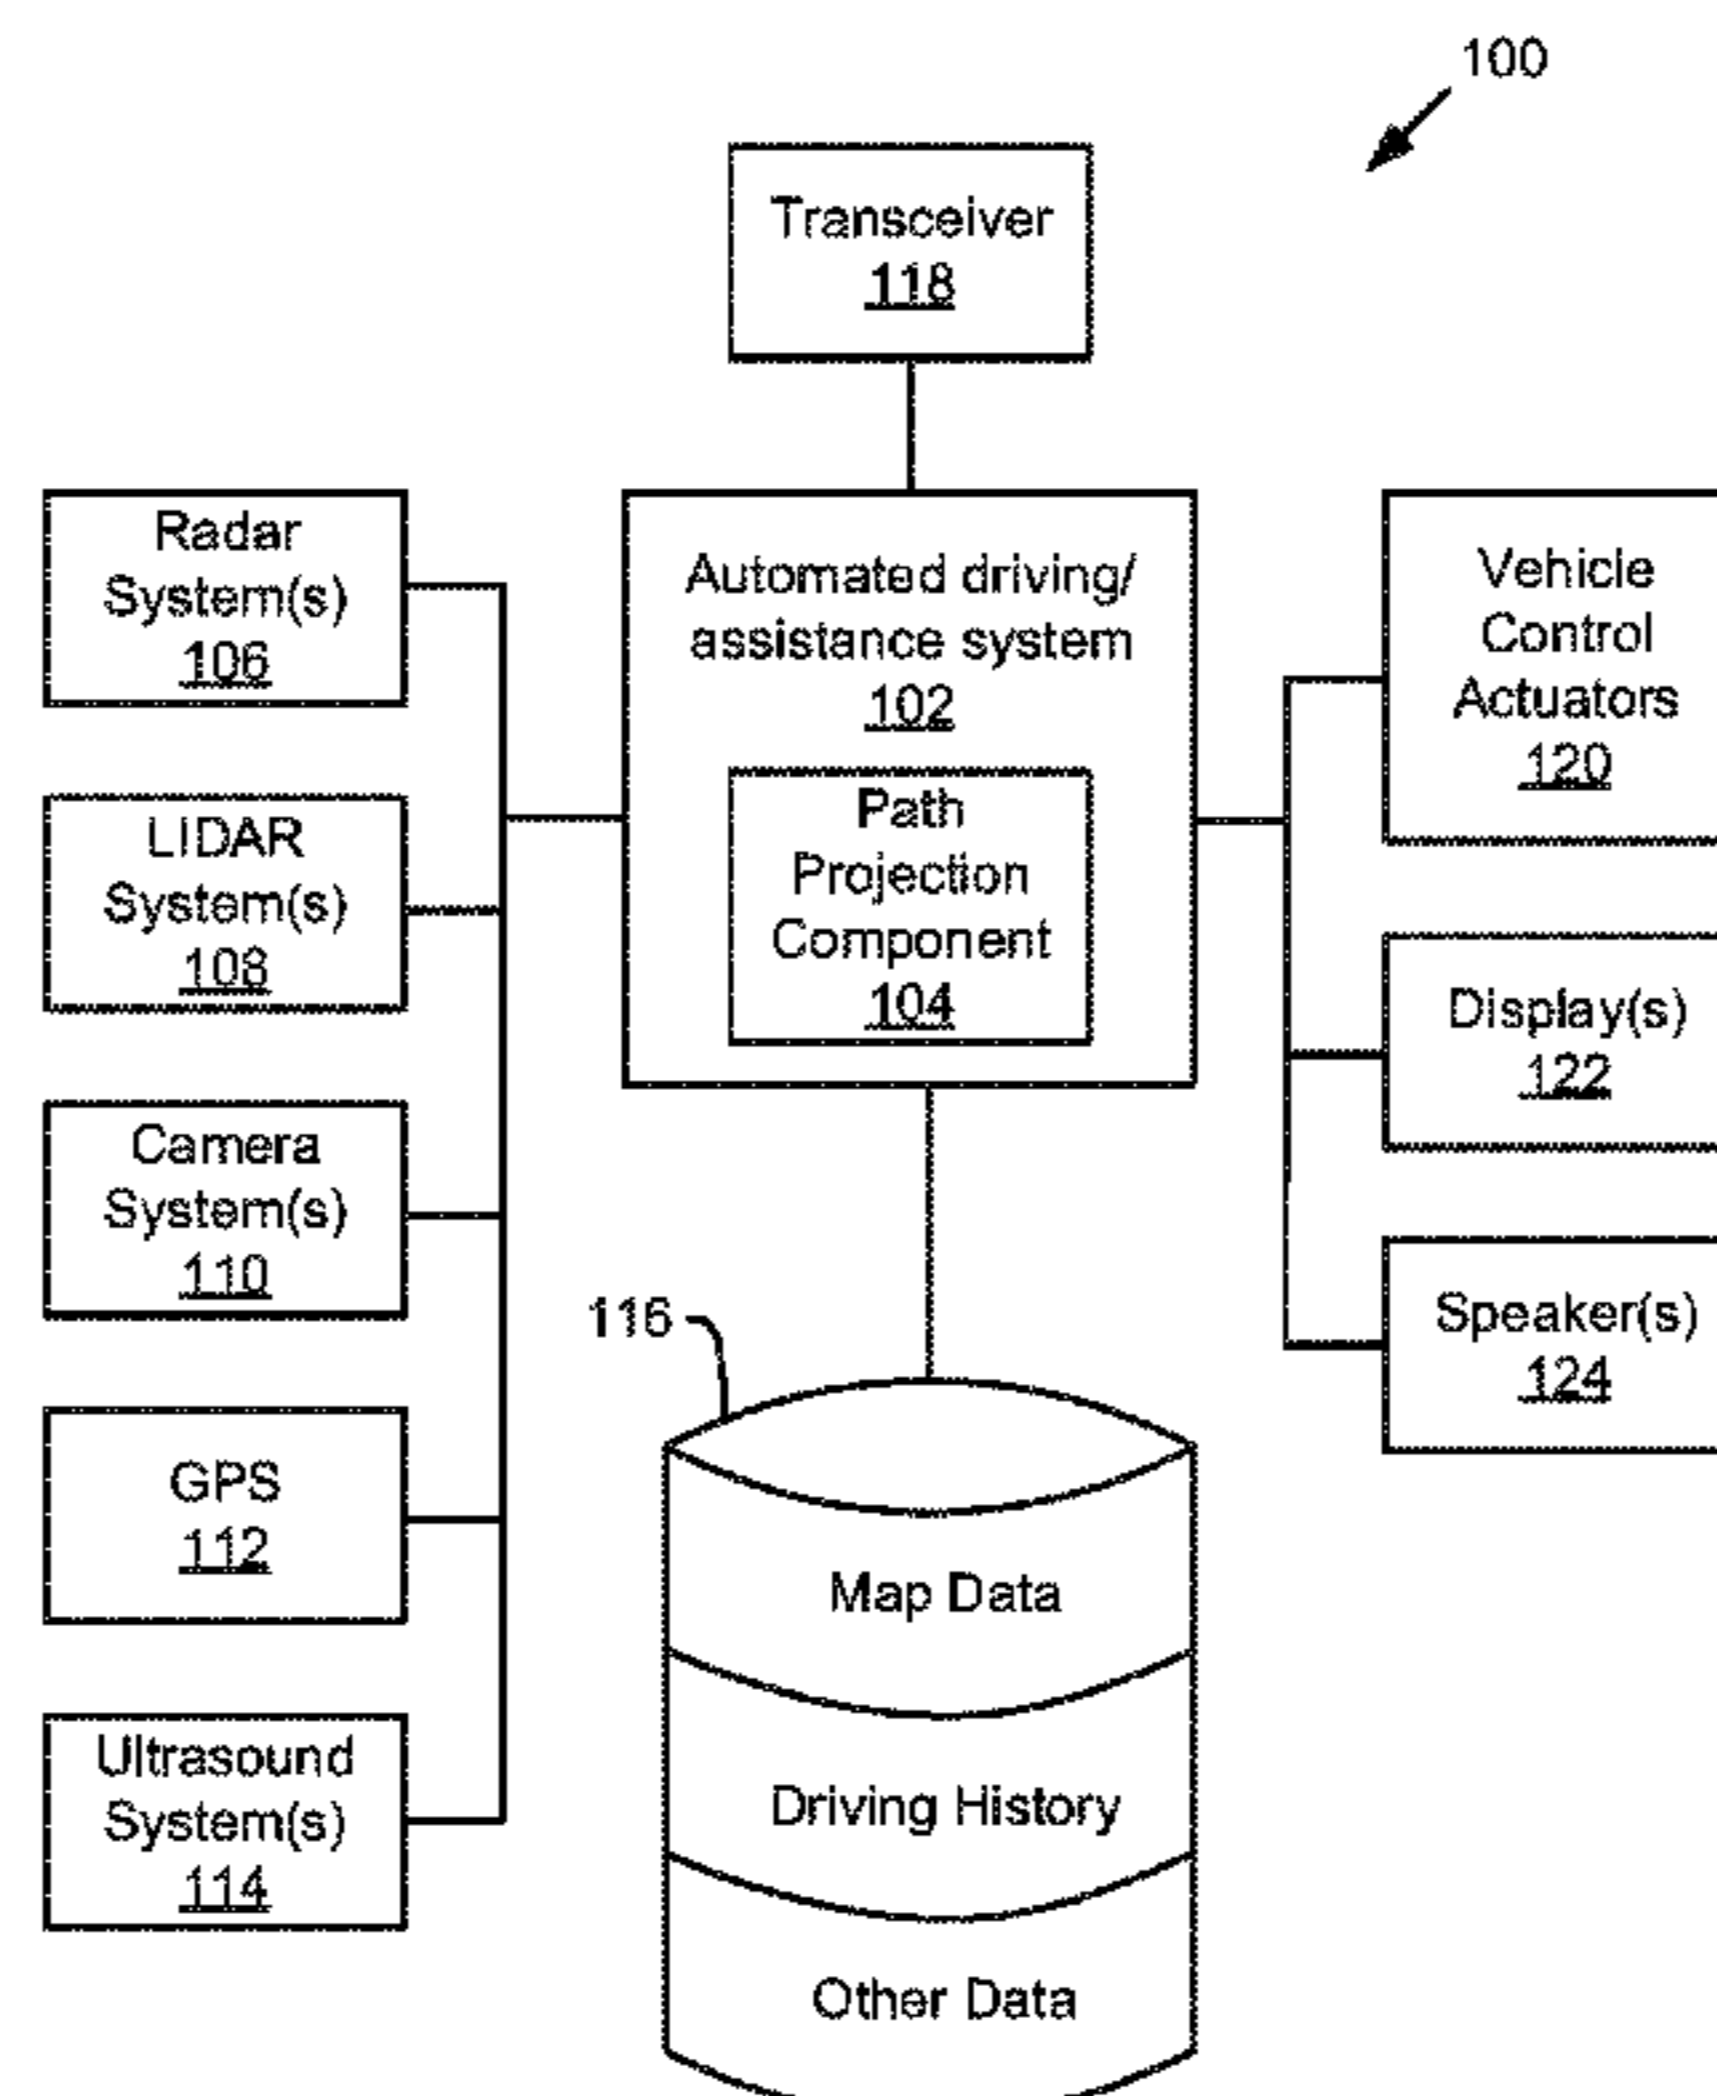 100
Transceiver
118
Radar
System(s)
106
LIDAR
System(s)
108
Camera
System(s)
110
GPS
112
Ultrasound
System(s)
114
Automated driving/
assistance system
102
Path
Projection
Component
104
116
Map Data
Driving History
Other Data
Vehicle
Control
Actuators
120
Display(s)
122
Speaker(s)
124